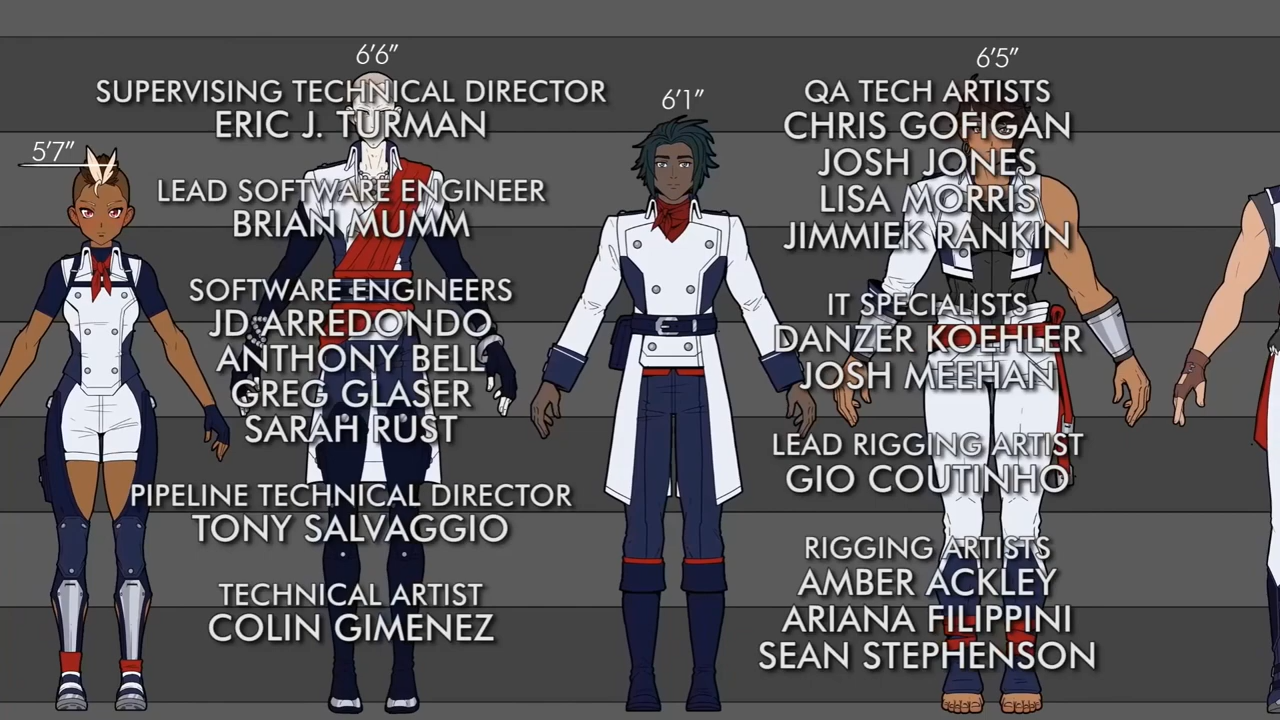 5'7"
6'6"
SUPERVISING TECHNICAL DIRECTOR
ERIC J. TURMAN
LEAD SOFTWARE ENGINEER
BRIAN MUMM
SOFTWARE ENGINEERS
JD ARREDONDO
ANTHONY BELL
GREG GLASER
SARAH RUST
PIPELINE TECHNICAL DIRECTOR
TONY SALVAGGIO
TECHNICAL ARTIST
COLIN GIMENEZ
6'1"
6'5"
QA TECH ARTISTS
CHRIS GOFIGAN
JOSH JONES
LISA MORRIS
JIMMIEK RANKIN
IT SPECIALISTS
DANZER KOEHLER
JOSH MEEHAN
LEAD RIGGING ARTIST
GIO COUTINHO
RIGGING ARTISTS
AMBER ACKLEY
ARIANA FILIPPINI
SEAN STEPHENSON